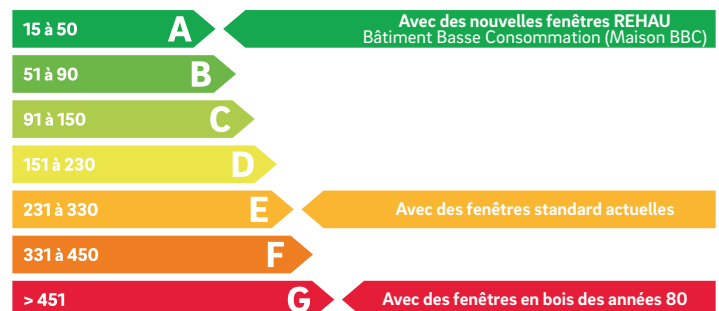 15 à 50 A Avec des nouvelles fenêtres REHAU
Bâtiment Basse Consommation (Maison BBC)
51 à 90 B
91 à 150 C
151 à 230 D
231 à 330 E Avec des fenêtres standard actuelles
331 à 450 F
> 451 G Avec des fenêtres en bois des années 80